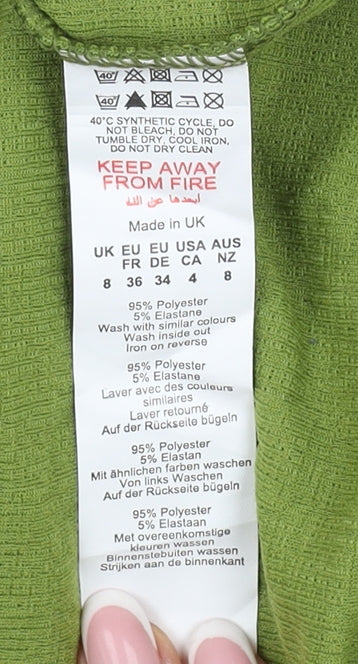 40°
40°
40°C SYNTHETIC CYCLE, DO
NOT BLEACH, DO NOT
TUMBLE DRY, COOL IRON,
DO NOT DRY CLEAN
KEEP AWAY
FROM FIRE
أبعدها عن الله
Made in UK
UK EU EU USA AUS
FR DE CA NZ
8 36 34 4 8
95% Polyester
5% Elastane
Wash with similar colours
Wash inside out
Iron on reverse
95% Polyester
5% Elastane
Laver avec des couleurs
similaires
Laver retourné
Auf der Rückseite bügeln
95% Polyester
5% Elastan
Mit ähnlichen farben waschen
Von links Waschen
Auf der Rückseite bügeln
95% Polyester
5% Elastaan
Met overeenkomstige
kleuren wassen
Binnenstebuiten wassen
Strijken aan de binnenkant